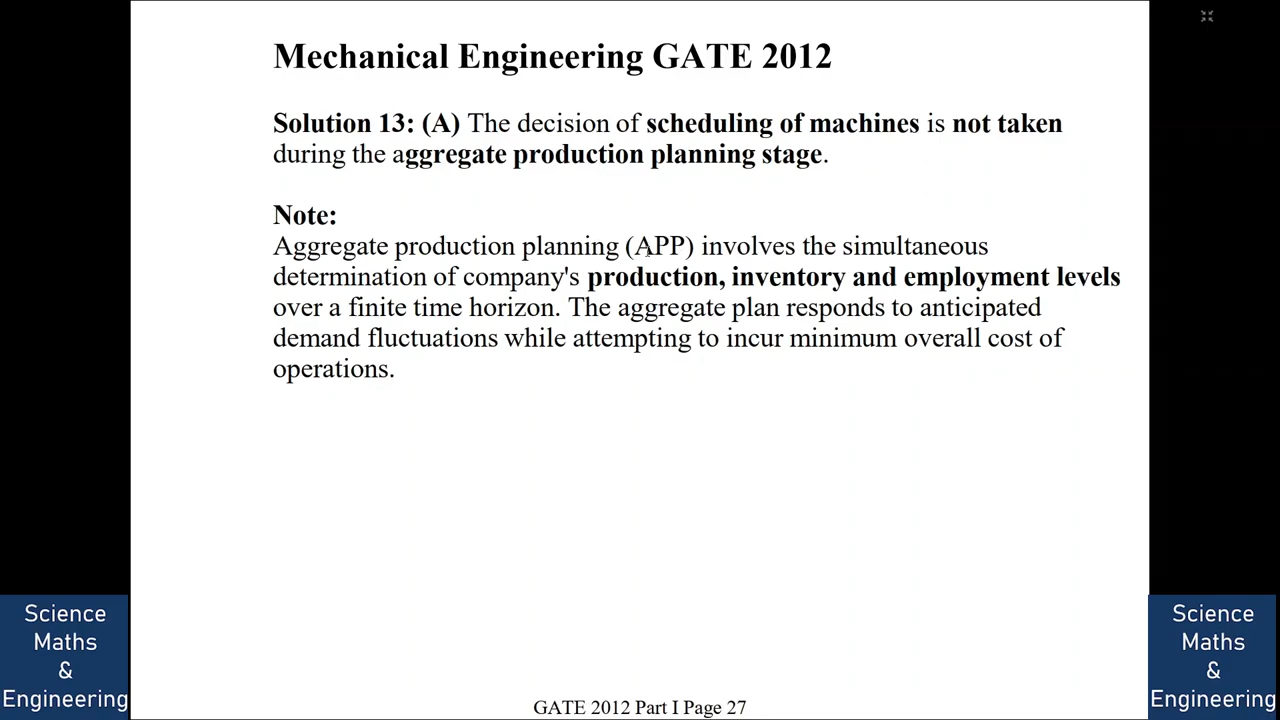 Mechanical Engineering GATE 2012
Solution 13: (A) The decision of scheduling of machines is not taken
during the aggregate production planning stage.
Note:
Aggregate production planning (APP) involves the simultaneous
determination of company's production, inventory and employment levels
over a finite time horizon. The aggregate plan responds to anticipated
demand fluctuations while attempting to incur minimum overall cost of
operations.
Science
Maths
&
Engineering
Science
Maths
&
Engineering
GATE 2012 Part I Page 27